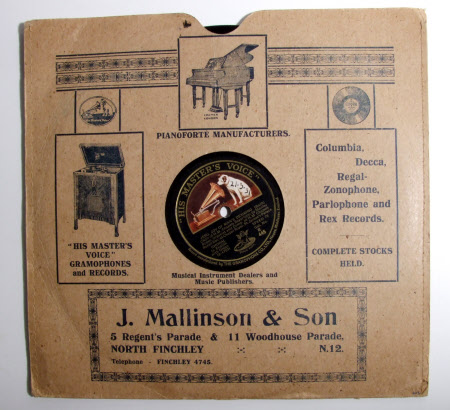 PIANOFORTE MANUFACTURERS.
"HIS MASTER'S
VOICE"
GRAMOPHONES
and RECORDS.
"HIS MASTER'S VOICE"
Columbia,
Decca,
Regal-
Zonophone,
Parlophone and
Rex Records.
COMPLETE STOCKS
HELD.
Musical Instrument Dealers and
Music Publishers.
J. Mallinson & Son
5 Regent's Parade & 11 Woodhouse Parade,
NORTH FINCHLEY N.12.
Telephone - FINCHLEY 4745.